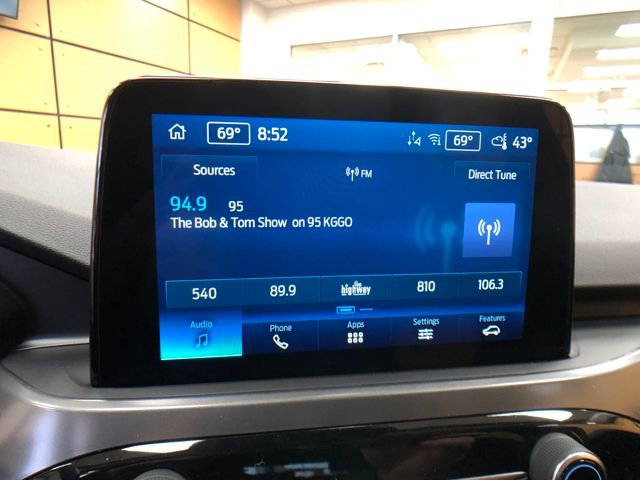 69° 8:52 69° 43°
Sources FM Direct Tune
94.9 95
The Bob & Tom Show on 95 KGGO
540 89.9 the highway 810 106.3
Audio Phone Apps Settings Features